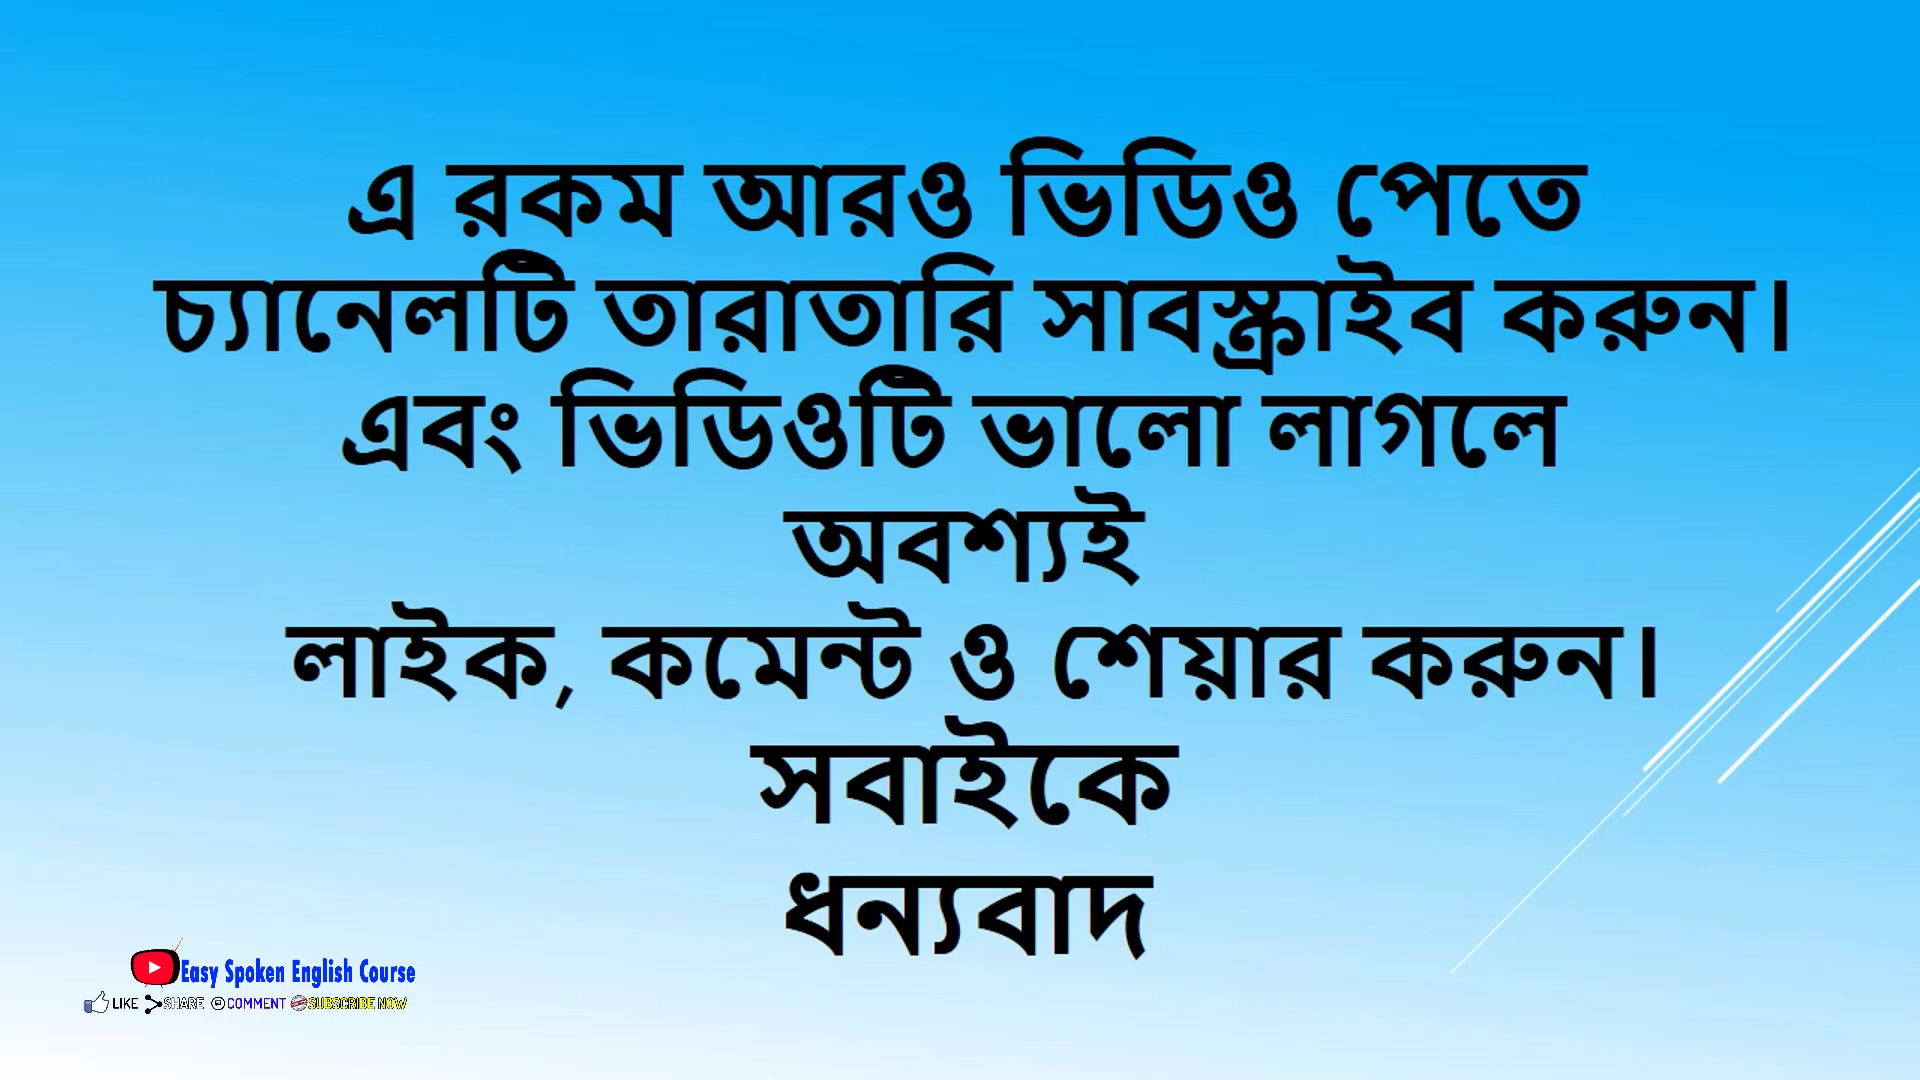 এ রকম আরও ভিডিও পেতে
চ্যানেলটি তারাতারি সাবস্ক্রাইব করুন।
এবং ভিডিওটি ভালো লাগলে
অবশ্যই
লাইক, কমেন্ট ও শেয়ার করুন।
সবাইকে
ধন্যবাদ
Easy Spoken English Course
LIKE SHARE COMMENT SUBSCRIBE NOW